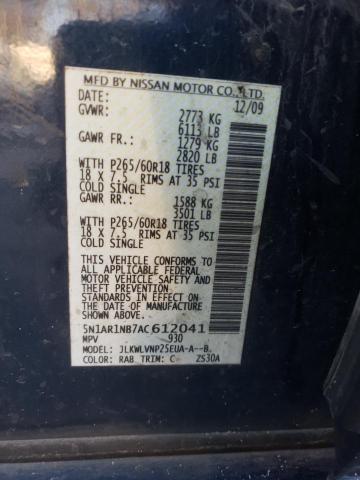 MFD BY NISSAN MOTOR CO., LTD.
DATE: 12/09
GVWR: 2773 KG
6113 LB
GAWR FR: 1279 KG
2820 LB
WITH P265/60R18 TIRES
18 X 7.5 RIMS AT 35 PSI
COLD SINGLE
GAWR RR: 1588 KG
3501 LB
WITH P265/60R18 TIRES
18 X 7.5 RIMS AT 35 PSI
COLD SINGLE
THIS VEHICLE CONFORMS TO
ALL APPLICABLE FEDERAL MOTOR
VEHICLE SAFETY AND
THEFT PREVENTION
STANDARDS IN EFFECT ON THE
DATE OF MANUFACTURE SHOWN
ABOVE.
5N1AR1NB7AC612041
MPV 930
MODEL: JLKWLVNP25EUA-A--B
COLOR: RAB TRIM: C ZS30A